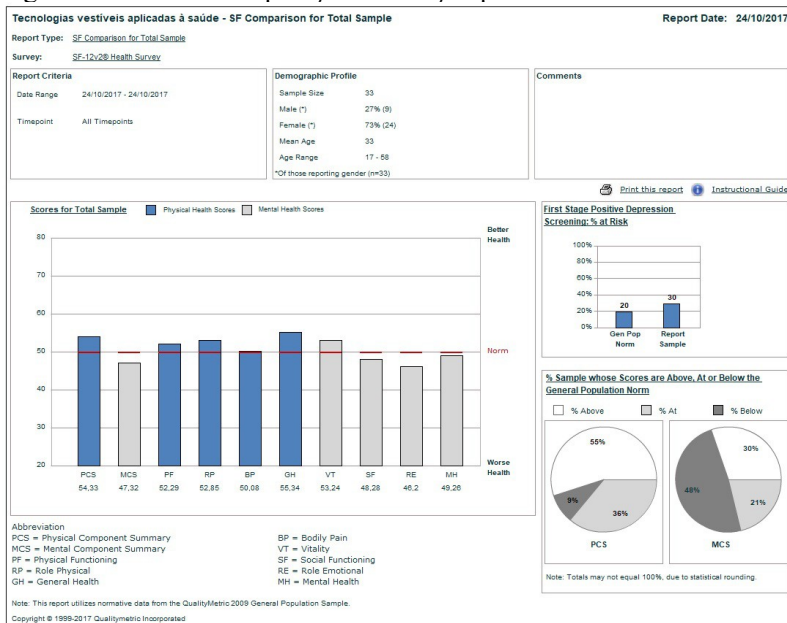 Tecnologias vestíveis aplicadas à saúde - SF Comparison for Total Sample
Report Date: 24/10/2017
Report Type: SF Comparison for Total Sample
Survey: SF-12v2® Health Survey
Report Criteria
Date Range 24/10/2017 - 24/10/2017
Timepoint All Timepoints
Demographic Profile
Sample Size 33
Male (*) 27% (9)
Female (*) 73% (24)
Mean Age 33
Age Range 17 - 58
*Of those reporting gender (n=33)
Comments
Print this report Instructional Guide
Scores for Total Sample Physical Health Scores Mental Health Scores
Better
Health
80
70
60
50
40
30
20
Norm
Worse
Health
PCS MCS PF RP BP GH VT SF RE MH
54,33 47,32 52,29 52,85 50,08 55,34 53,24 48,28 46,2 49,26
Abbreviation
PCS = Physical Component Summary
MCS = Mental Component Summary
PF = Physical Functioning
RP = Role Physical
GH = General Health
BP = Bodily Pain
VT = Vitality
SF = Social Functioning
RE = Role Emotional
MH = Mental Health
Note: This report utilizes normative data from the QualityMetric 2009 General Population Sample.
Copyright © 1999-2017 Qualitymetric Incorporated
First Stage Positive Depression
Screening: % at Risk
100%
80%
60%
40%
20%
0%
20
30
Gen Pop
Norm
Report
Sample
% Sample whose Scores are Above, At or Below the
General Population Norm
% Above % At % Below
55%
9%
36%
PCS
30%
48%
21%
MCS
Note: Totals may not equal 100%, due to statistical rounding.